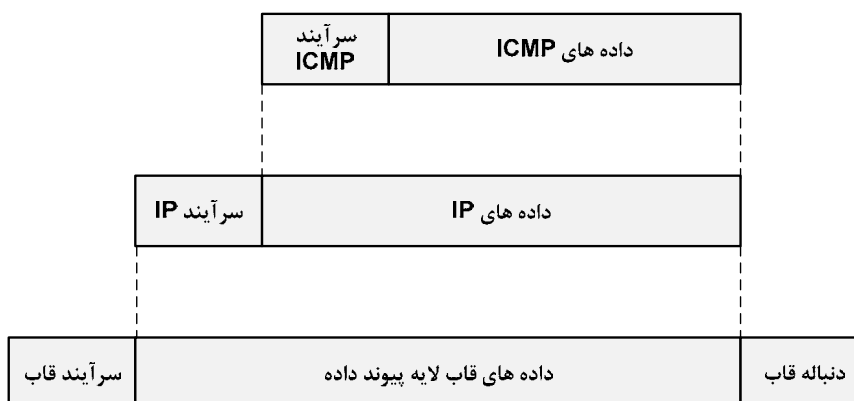 سرآیند
ICMP
داده های ICMP
سرآیند IP
داده های IP
سرآیند قاب
داده های قاب لایه پیوند داده
دنباله قاب